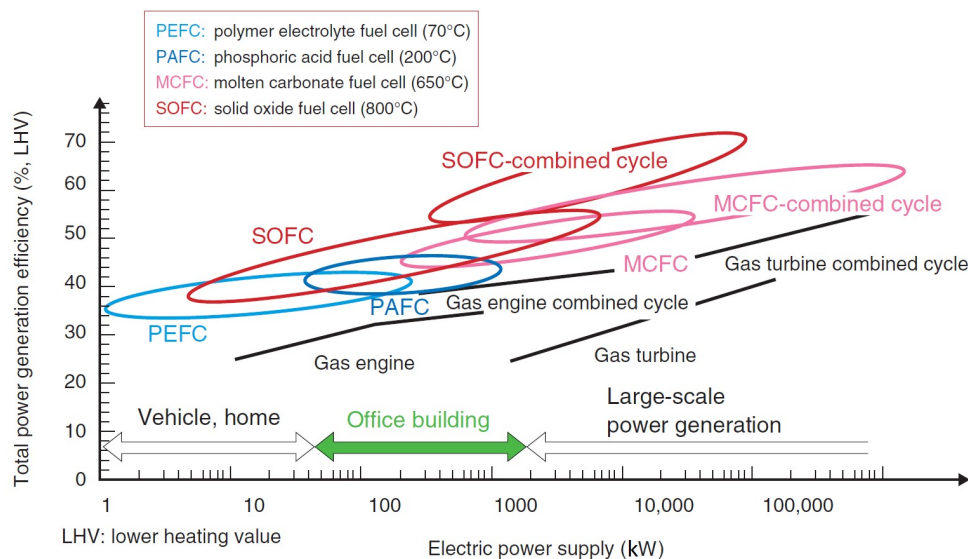 PEFC: polymer electrolyte fuel cell (70°C)
PAFC: phosphoric acid fuel cell (200°C)
MCFC: molten carbonate fuel cell (650°C)
SOFC: solid oxide fuel cell (800°C)
Total power generation efficiency (%, LHV)
70
60
50
40
30
20
10
0
SOFC-combined cycle
MCFC-combined cycle
SOFC
MCFC
Gas turbine combined cycle
PAFC
Gas engine combined cycle
PEFC
Gas engine
Gas turbine
Vehicle, home
Office building
Large-scale
power generation
1
10
100
1000
10,000
100,000
LHV: lower heating value
Electric power supply (kW)